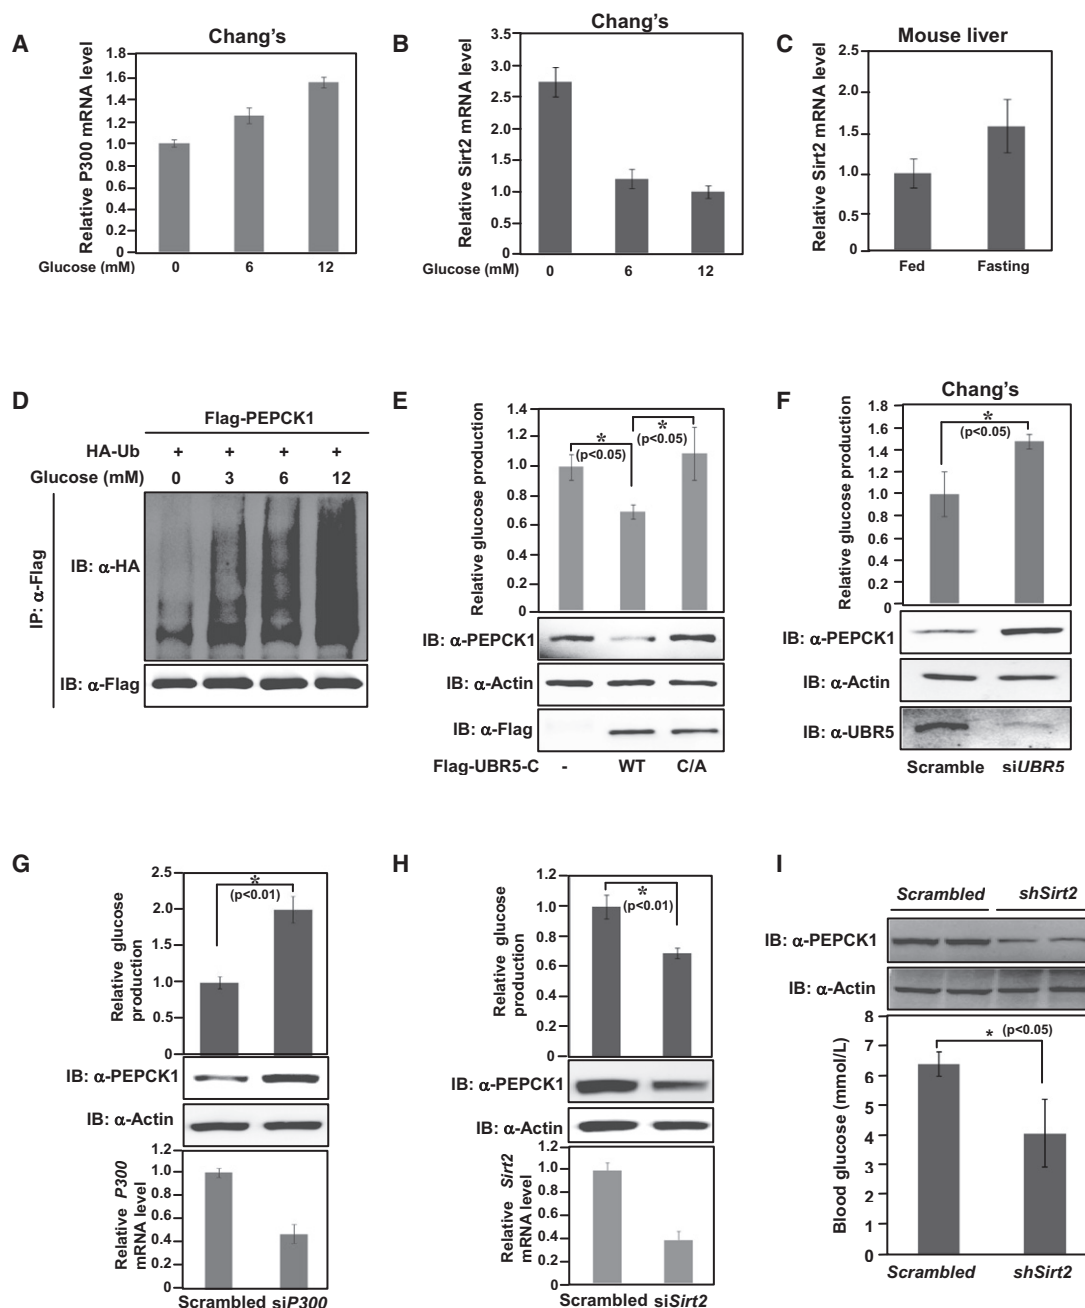 A
Chang's
Relative P300 mRNA level
1.8
1.6
1.4
1.2
1.0
0.8
0.6
0.4
0.2
0
Glucose (mM) 0 6 12
B
Chang's
Relative Sirt2 mRNA level
3.5
3.0
2.5
2.0
1.5
1.0
0.5
0
Glucose (mM) 0 6 12
C
Mouse liver
Relative Sirt2 mRNA level
2.5
2.0
1.5
1.0
0.5
0
Fed Fasting
D
Flag-PEPCK1
HA-Ub + + + +
Glucose (mM) 0 3 6 12
IP: α-Flag
IB: α-HA
IB: α-Flag
E
Relative glucose production
1.4
1.2
1.0
0.8
0.6
0.4
0.2
0
* *
(p<0.05) (p<0.05)
IB: α-PEPCK1
IB: α-Actin
IB: α-Flag
Flag-UBR5-C - WT C/A
F
Chang's
Relative glucose production
1.8
1.6
1.4
1.2
1.0
0.8
0.6
0.4
0.2
0
*
(p<0.05)
IB: α-PEPCK1
IB: α-Actin
IB: α-UBR5
Scramble siUBR5
G
Relative glucose
production
2.5
2.0
1.5
1.0
0.5
0
*
(p<0.01)
IB: α-PEPCK1
IB: α-Actin
Relative P300
mRNA level
1.2
1.0
0.8
0.6
0.4
0.2
0
Scrambled siP300
H
Relative glucose
production
1.2
1.0
0.8
0.6
0.4
0.2
0
*
(p<0.01)
IB: α-PEPCK1
IB: α-Actin
Relative Sirt2
mRNA level
1.2
1.0
0.8
0.6
0.4
0.2
0
Scrambled siSirt2
I
Scrambled shSirt2
IB: α-PEPCK1
IB: α-Actin
Blood glucose (mmol/L)
8
7
6
5
4
3
2
1
0
* (p<0.05)
Scrambled shSirt2